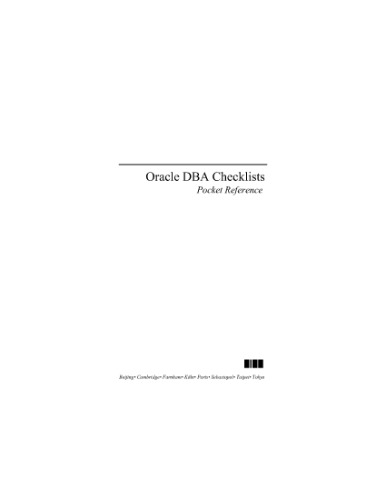 Oracle DBA Checklists
Pocket Reference
Beijing• Cambridge• Farnham• Köln• Paris• Sebastopol• Taipei• Tokyo